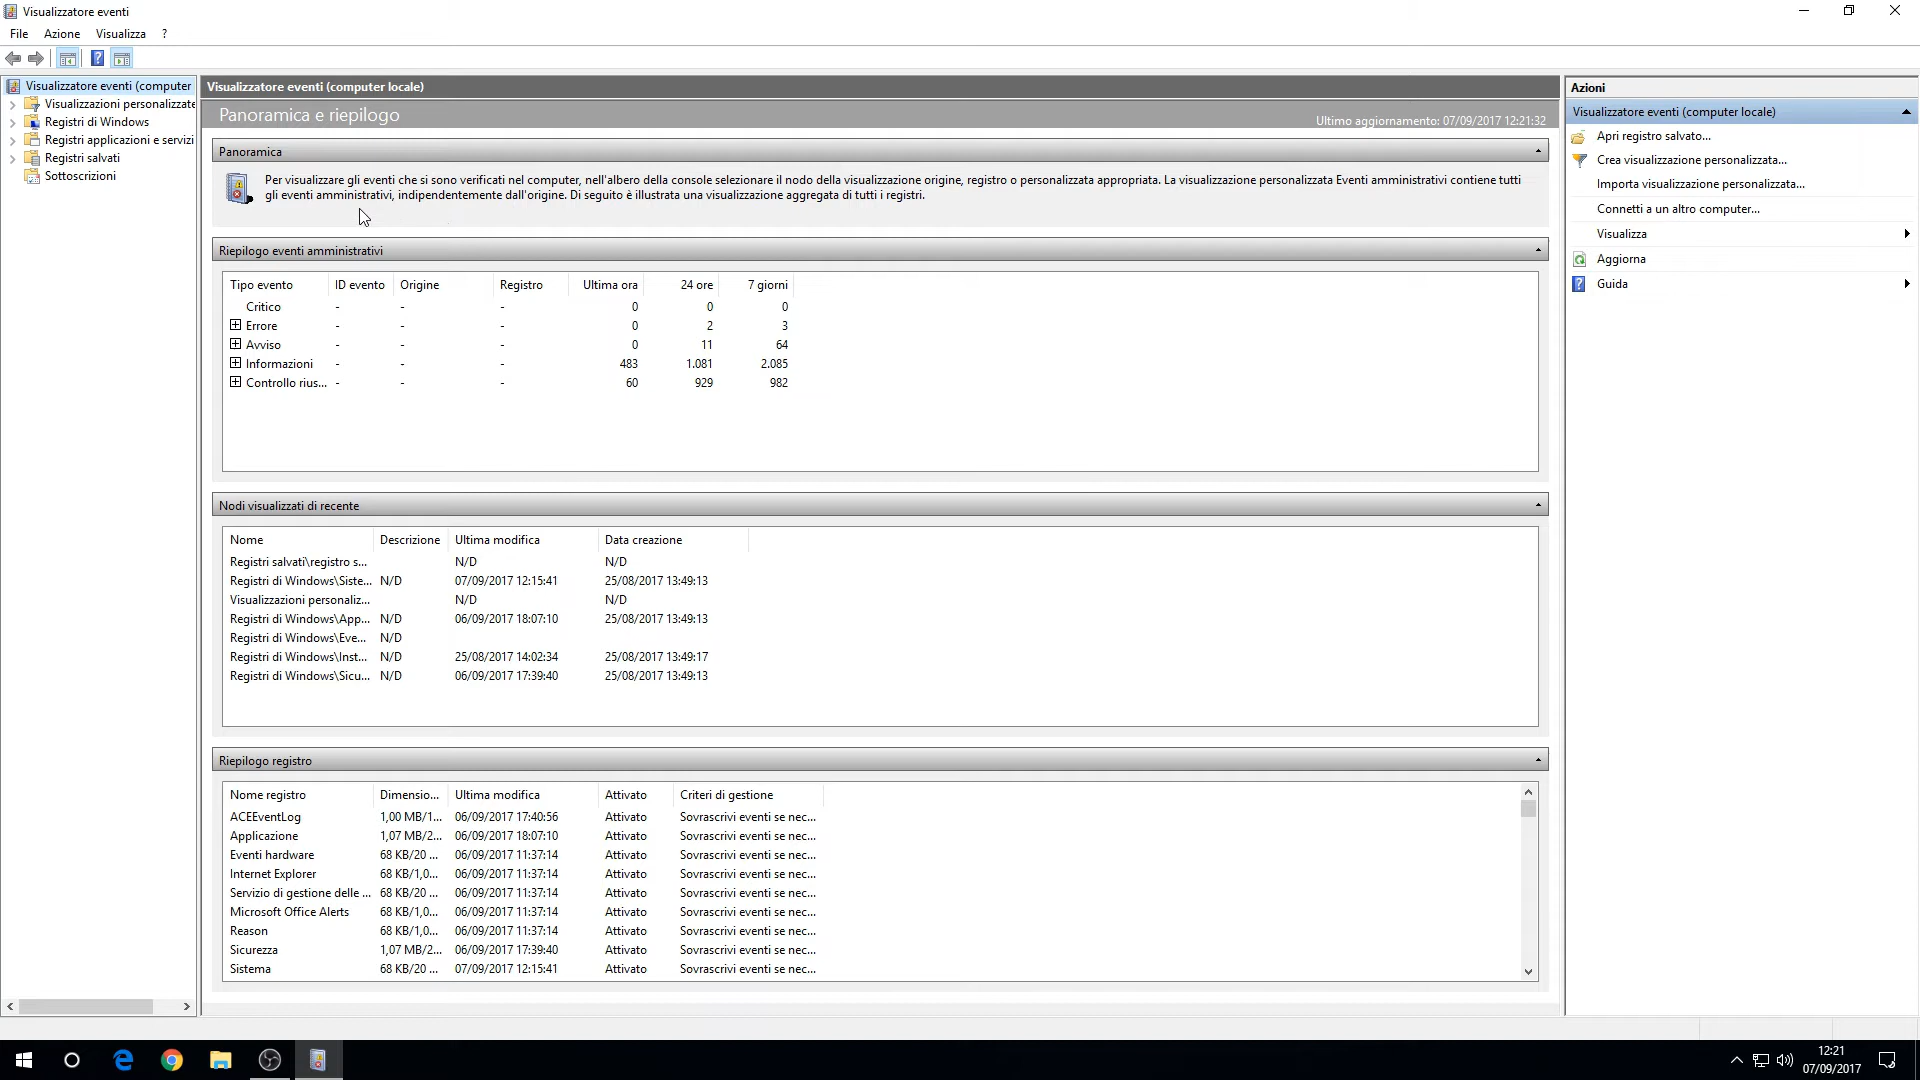 Visualizzatore eventi
File Azione Visualizza ?
Visualizzatore eventi (computer
Visualizzazioni personalizzate
Registri di Windows
Registri applicazioni e servizi
Registri salvati
Sottoscrizioni
Visualizzatore eventi (computer locale)
Panoramica e riepilogo
Ultimo aggiornamento: 07/09/2017 12:21:32
Panoramica
Per visualizzare gli eventi che si sono verificati nel computer, nell'albero della console selezionare il nodo della visualizzazione origine, registro o personalizzata appropriata. La visualizzazione personalizzata Eventi amministrativi contiene tutti
gli eventi amministrativi, indipendentemente dall'origine. Di seguito è illustrata una visualizzazione aggregata di tutti i registri.
Riepilogo eventi amministrativi
Tipo evento ID evento Origine Registro Ultima ora 24 ore 7 giorni
Critico - - - 0 0 0
Errore - - - 0 2 3
Avviso - - - 0 11 64
Informazioni - - - 483 1.081 2.085
Controllo rius... - - - 60 929 982
Nodi visualizzati di recente
Nome Descrizione Ultima modifica Data creazione
Registri salvati\registro s... N/D N/D
Registri di Windows\Siste... N/D 07/09/2017 12:15:41 25/08/2017 13:49:13
Visualizzazioni personaliz... N/D N/D
Registri di Windows\App... N/D 06/09/2017 18:07:10 25/08/2017 13:49:13
Registri di Windows\Eve... N/D
Registri di Windows\Inst... N/D 25/08/2017 14:02:34 25/08/2017 13:49:17
Registri di Windows\Sicu... N/D 06/09/2017 17:39:40 25/08/2017 13:49:13
Riepilogo registro
Nome registro Dimensio... Ultima modifica Attivato Criteri di gestione
ACEEventLog 1,00 MB/1... 06/09/2017 17:40:56 Attivato Sovrascrivi eventi se nec...
Applicazione 1,07 MB/2... 06/09/2017 18:07:10 Attivato Sovrascrivi eventi se nec...
Eventi hardware 68 KB/20 ... 06/09/2017 11:37:14 Attivato Sovrascrivi eventi se nec...
Internet Explorer 68 KB/1,0... 06/09/2017 11:37:14 Attivato Sovrascrivi eventi se nec...
Servizio di gestione delle ... 68 KB/20 ... 06/09/2017 11:37:14 Attivato Sovrascrivi eventi se nec...
Microsoft Office Alerts 68 KB/1,0... 06/09/2017 11:37:14 Attivato Sovrascrivi eventi se nec...
Reason 68 KB/1,0... 06/09/2017 11:37:14 Attivato Sovrascrivi eventi se nec...
Sicurezza 1,07 MB/2... 06/09/2017 17:39:40 Attivato Sovrascrivi eventi se nec...
Sistema 68 KB/20 ... 07/09/2017 12:15:41 Attivato Sovrascrivi eventi se nec...
Azioni
Visualizzatore eventi (computer locale)
Apri registro salvato...
Crea visualizzazione personalizzata...
Importa visualizzazione personalizzata...
Connetti a un altro computer...
Visualizza
Aggiorna
Guida
12:21
07/09/2017